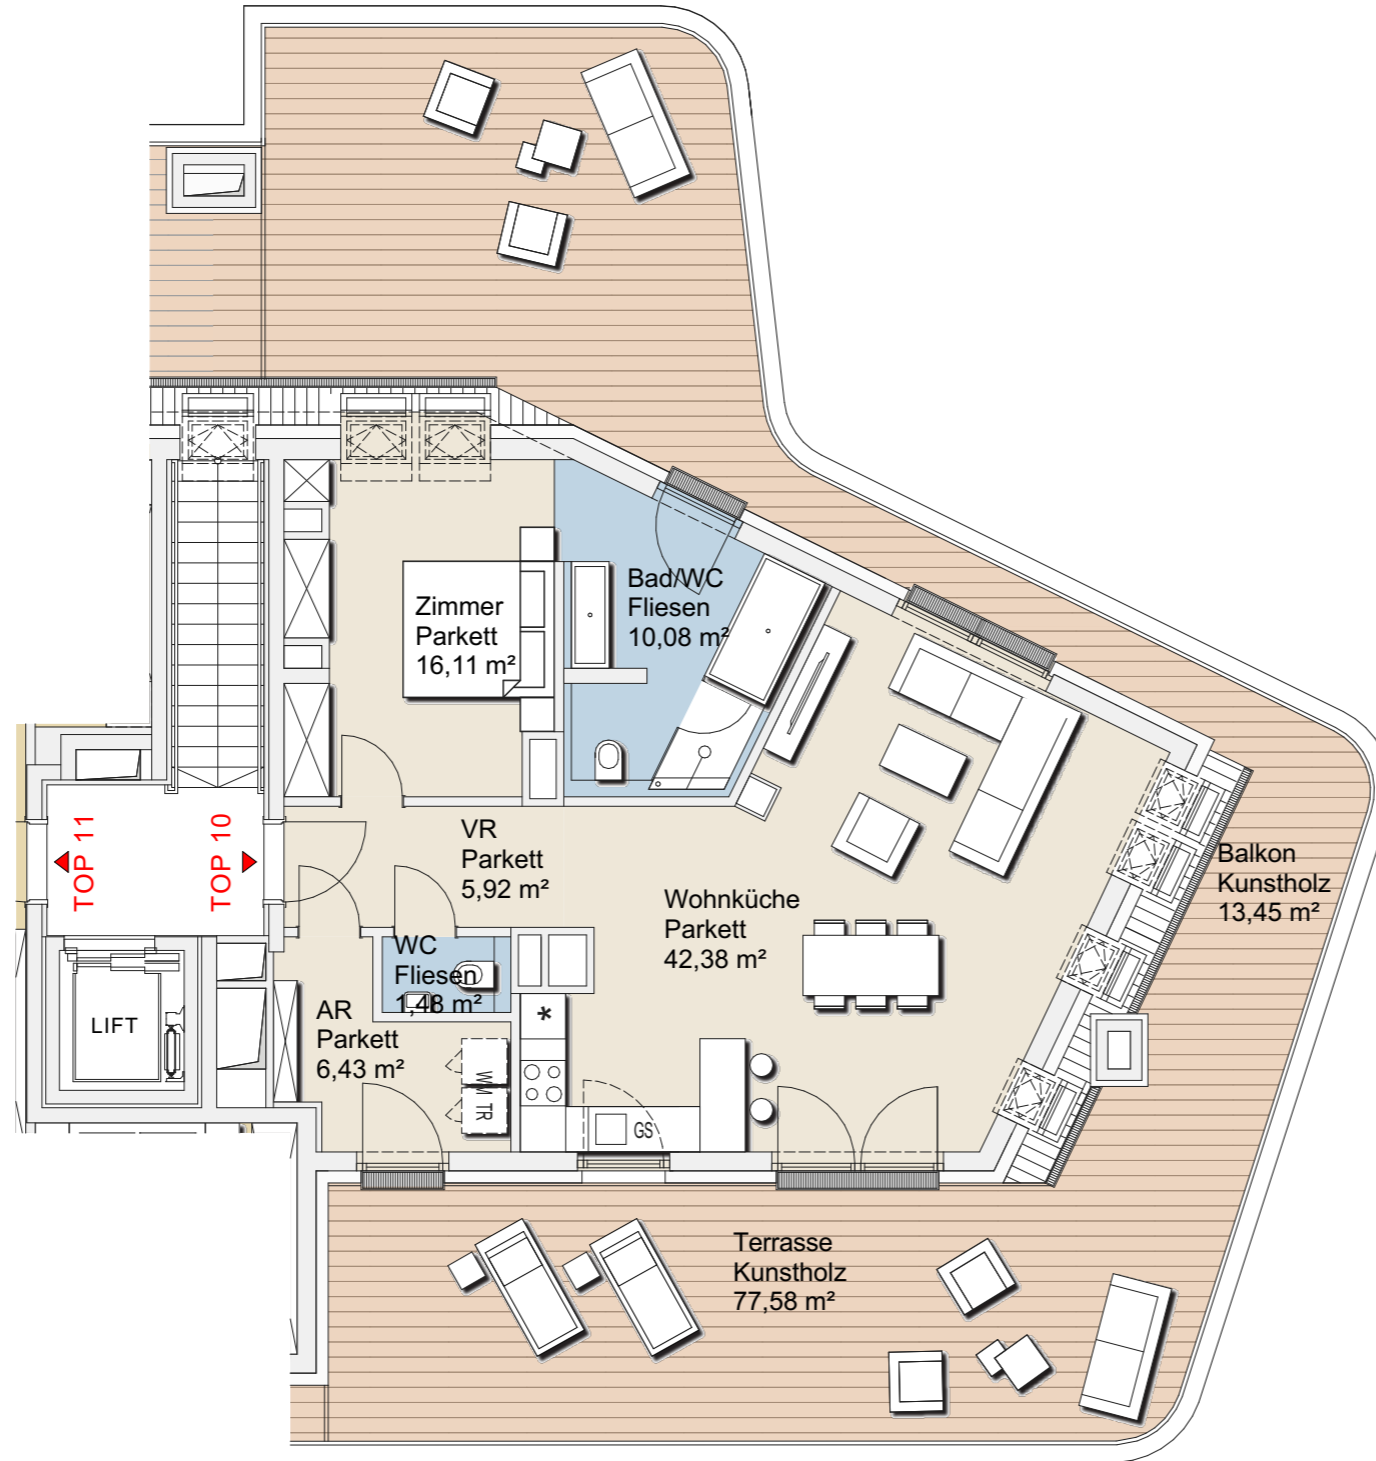 Zimmer
Parkett
16,11 m²
Bad/WC
Fliesen
10,08 m²
TOP 11
TOP 10
VR
Parkett
5,92 m²
Wohnküche
Parkett
42,38 m²
Balkon
Kunstholz
13,45 m²
WC
Fliesen
1,48 m²
LIFT
AR
Parkett
6,43 m²
*
WM
TR
GS
Terrasse
Kunstholz
77,58 m²